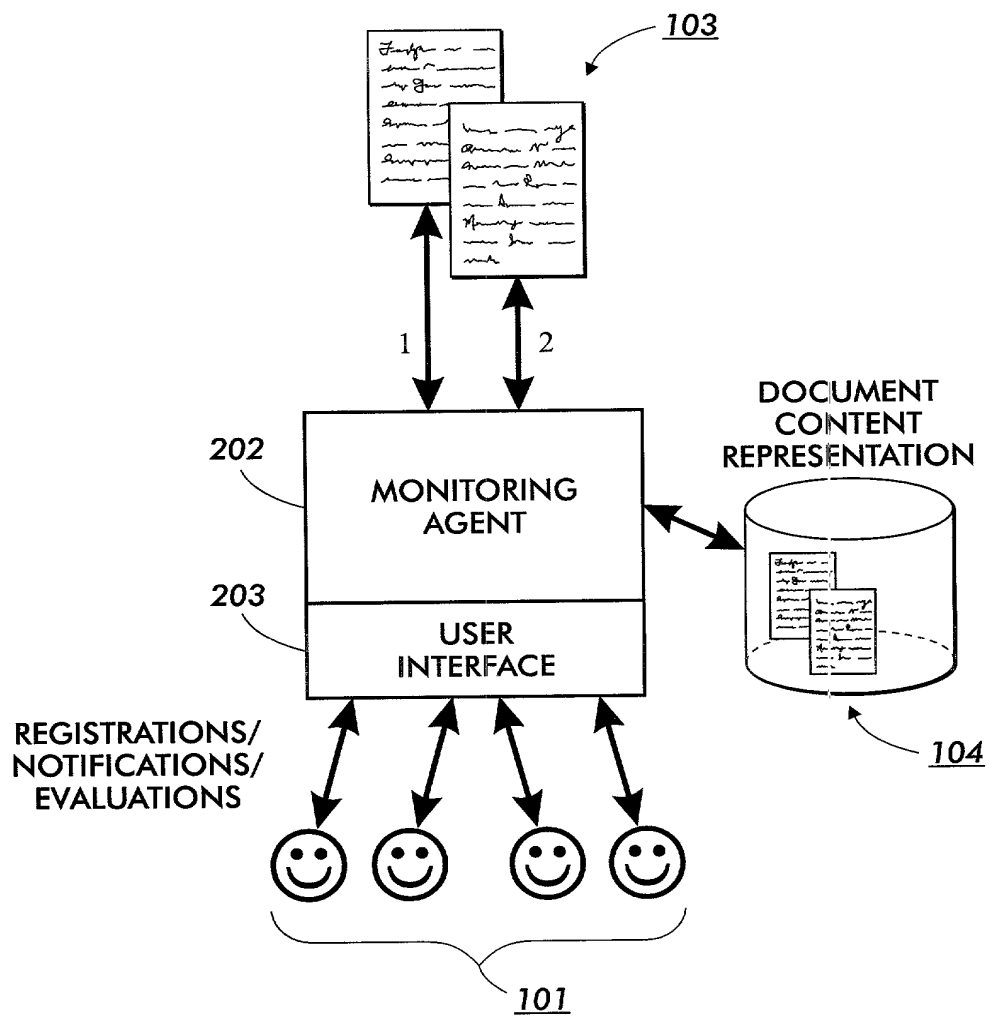 103
1
2
DOCUMENT
CONTENT
REPRESENTATION
202
MONITORING
AGENT
203
USER
INTERFACE
REGISTRATIONS/
NOTIFICATIONS/
EVALUATIONS
104
101